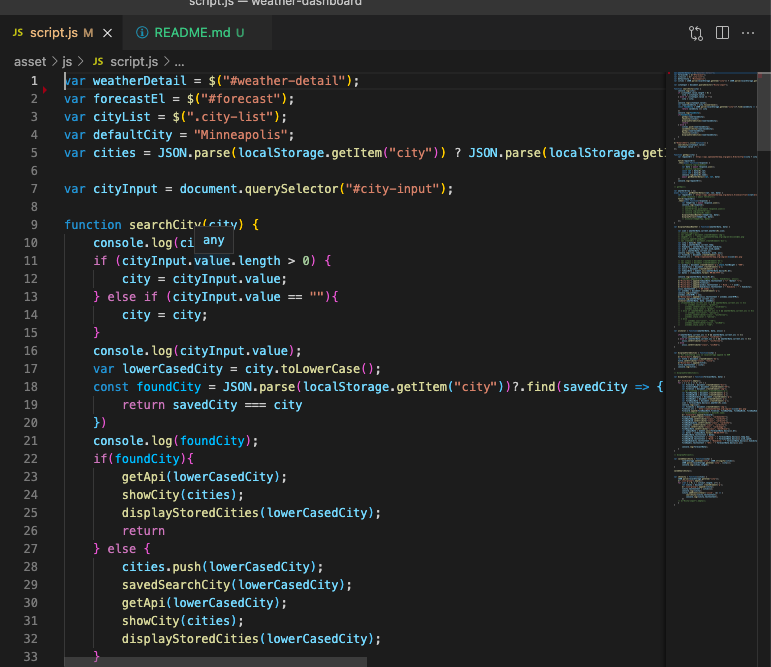 script.js — weather-dashboard
JS script.js M × README.md U
asset > js > JS script.js > ...
1 var weatherDetail = $("#weather-detail");
2 var forecastEl = $("#forecast");
3 var cityList = $(".city-list");
4 var defaultCity = "Minneapolis";
5 var cities = JSON.parse(localStorage.getItem("city")) ? JSON.parse(localStorage.get
6
7 var cityInput = document.querySelector("#city-input");
8
9 function searchCity(city) {
any
10 console.log(ci
11 if (cityInput.value.length > 0) {
12 city = cityInput.value;
13 } else if (cityInput.value == ""){
14 city = city;
15 }
16 console.log(cityInput.value);
17 var lowerCasedCity = city.toLowerCase();
18 const foundCity = JSON.parse(localStorage.getItem("city"))?.find(savedCity => {
19 return savedCity === city
20 })
21 console.log(foundCity);
22 if(foundCity){
23 getApi(lowerCasedCity);
24 showCity(cities);
25 displayStoredCities(lowerCasedCity);
26 return
27 } else {
28 cities.push(lowerCasedCity);
29 savedSearchCity(lowerCasedCity);
30 getApi(lowerCasedCity);
31 showCity(cities);
32 displayStoredCities(lowerCasedCity);
33 }